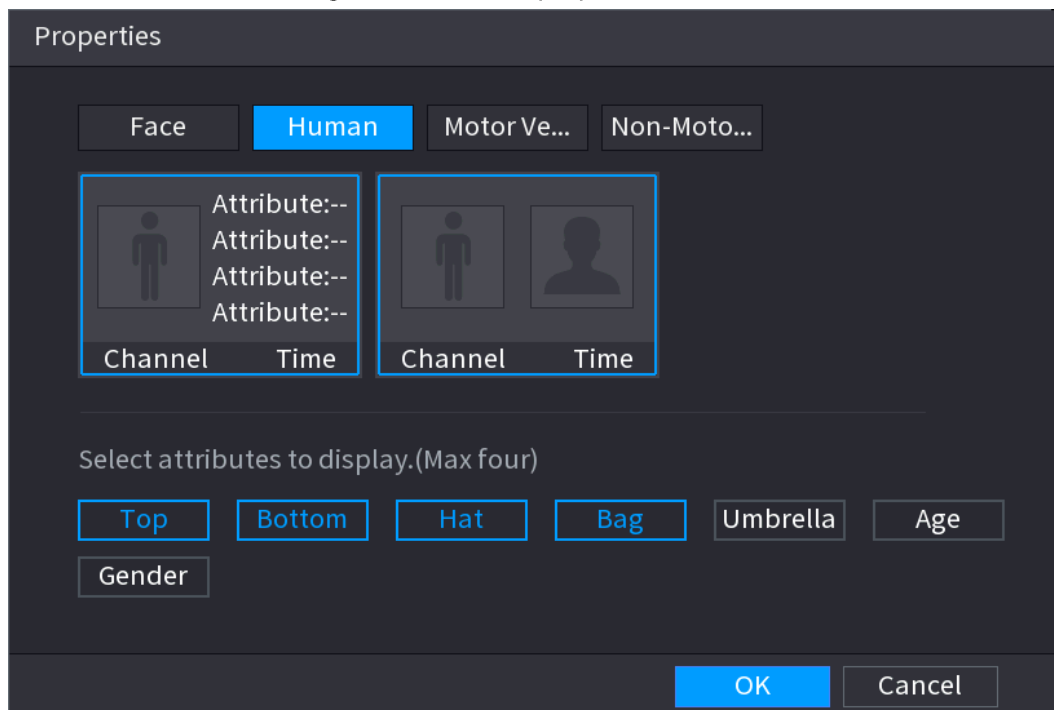 Properties
Face Human Motor Ve... Non-Moto...
Attribute:--
Attribute:--
Attribute:--
Attribute:--
Channel Time Channel Time
Select attributes to display.(Max four)
Top Bottom Hat Bag Umbrella Age
Gender
OK Cancel